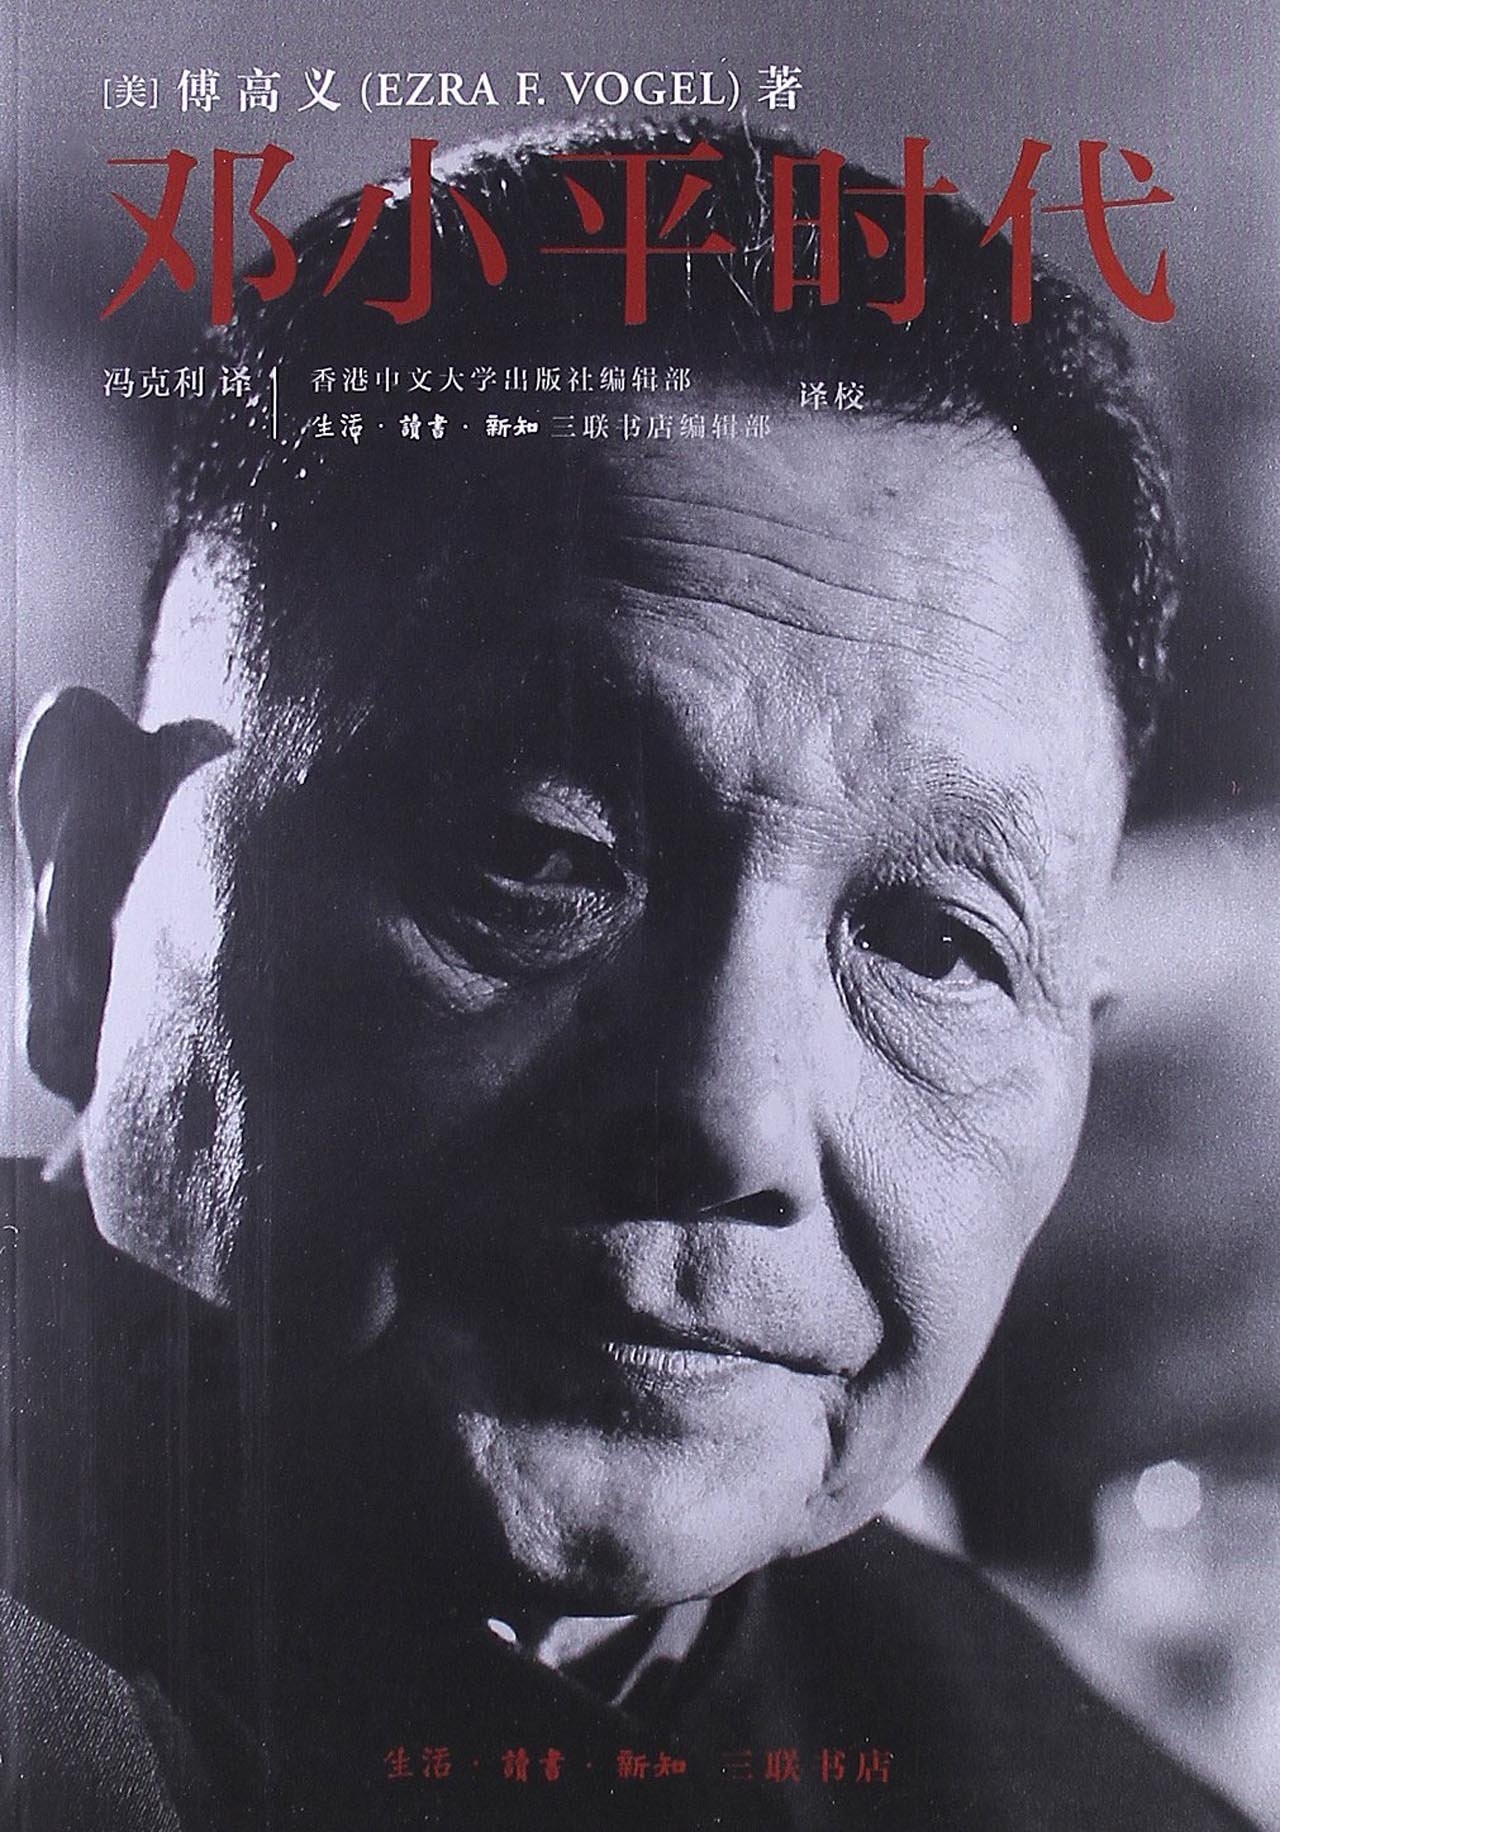 [美] 傅高义 (EZRA F. VOGEL) 著
邓小平时代
冯克利 译
香港中文大学出版社编辑部
生活·讀書·新知 三联书店编辑部
译校
生活·讀書·新知 三联书店